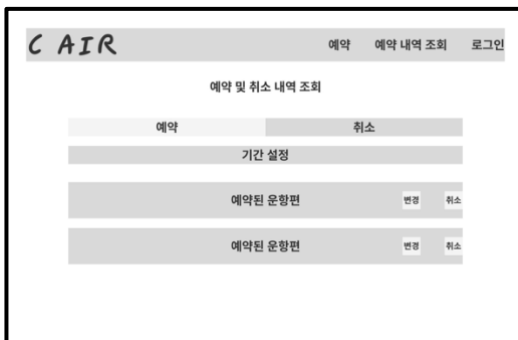 C AIR 예약 예약 내역 조회 로그인
예약 및 취소 내역 조회
예약 취소
기간 설정
예약된 운항편 변경 취소
예약된 운항편 변경 취소